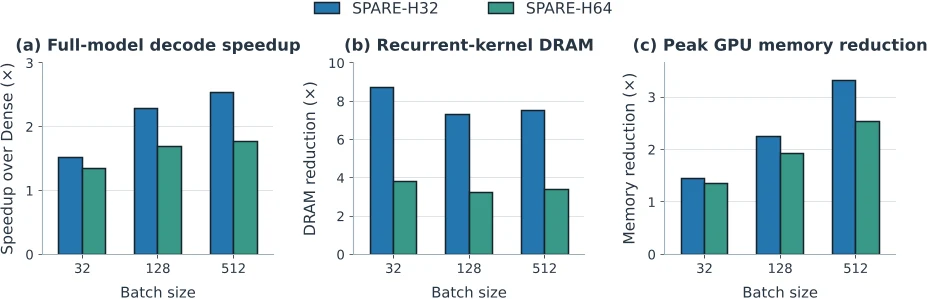 SPARE-H32 SPARE-H64
(a) Full-model decode speedup
Speedup over Dense (×)
3
2
1
0
32 128 512
Batch size
(b) Recurrent-kernel DRAM
DRAM reduction (×)
10
8
6
4
2
0
32 128 512
Batch size
(c) Peak GPU memory reduction
Memory reduction (×)
3
2
1
0
32 128 512
Batch size